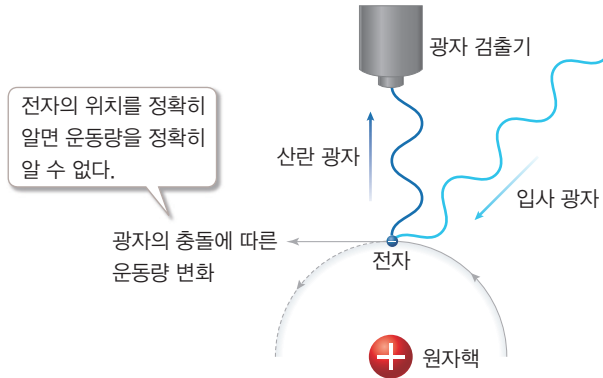 광자 검출기
전자의 위치를 정확히
알면 운동량을 정확히
알 수 없다.
산란 광자
입사 광자
광자의 충돌에 따른
운동량 변화
전자
원자핵